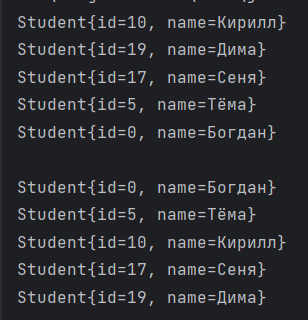 Student{id=10, name=Кирилл}
Student{id=19, name=Дима}
Student{id=17, name=Сеня}
Student{id=5, name=Тёма}
Student{id=0, name=Богдан}
Student{id=0, name=Богдан}
Student{id=5, name=Тёма}
Student{id=10, name=Кирилл}
Student{id=17, name=Сеня}
Student{id=19, name=Дима}